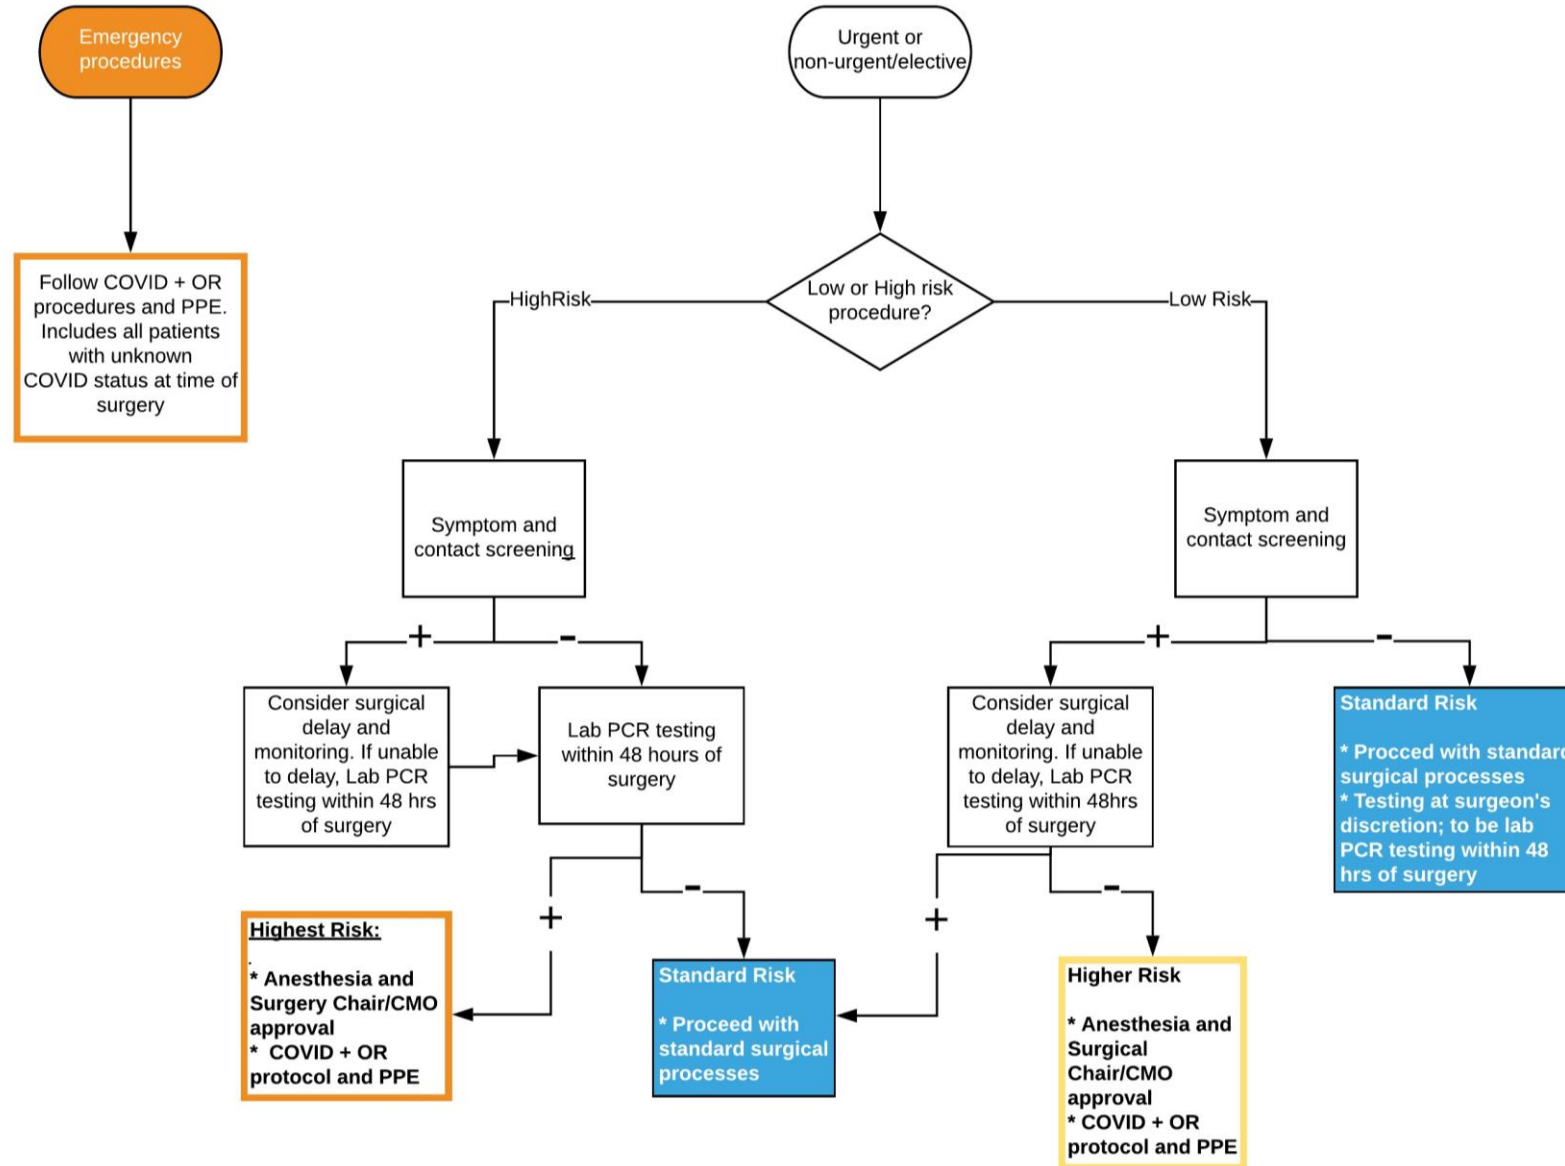 Emergency
procedures
Urgent or
non-urgent/elective
Follow COVID + OR
procedures and PPE.
Includes all patients
with unknown
COVID status at time of
surgery
Low or High risk
procedure?
HighRisk
Low Risk
Symptom and
contact screening
Symptom and
contact screening
+
-
+
-
Consider surgical
delay and
monitoring. If unable
to delay, Lab PCR
testing within 48 hrs
of surgery
Lab PCR testing
within 48 hours of
surgery
Consider surgical
delay and
monitoring. If unable
to delay, Lab PCR
testing within 48hrs
of surgery
Standard Risk
* Procced with standard
surgical processes
* Testing at surgeon's
discretion; to be lab
PCR testing within 48
hrs of surgery
+
-
+
-
Highest Risk:
.
* Anesthesia and
Surgery Chair/CMO
approval
* COVID + OR
protocol and PPE
Standard Risk
* Proceed with
standard surgical
processes
Higher Risk
* Anesthesia and
Surgical
Chair/CMO
approval
* COVID + OR
protocol and PPE